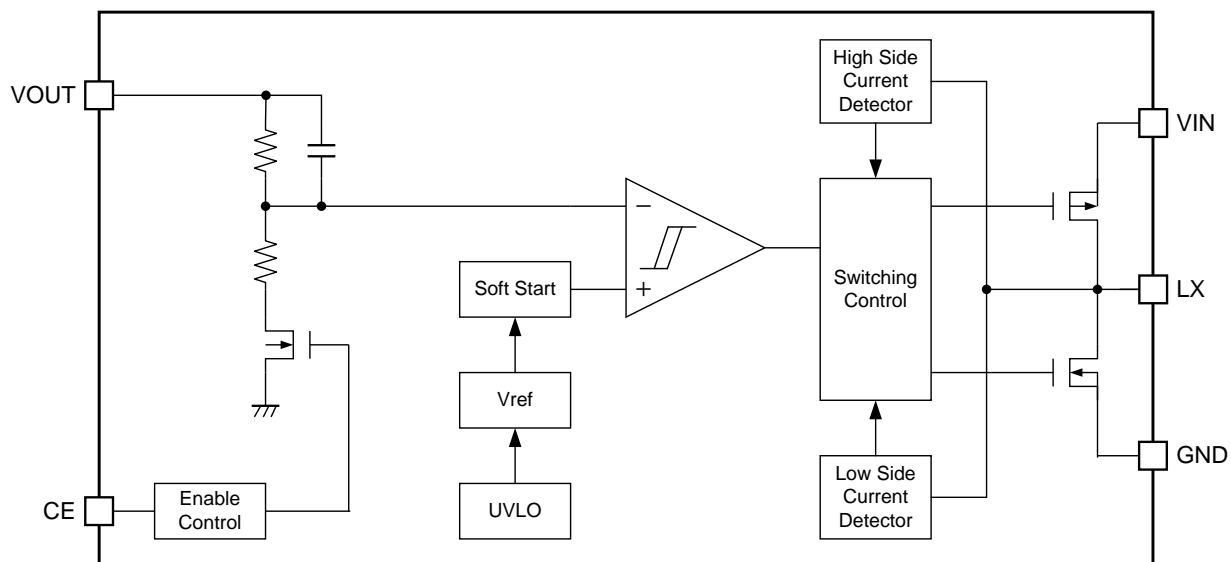 High Side
Current
Detector
VOUT
VIN
−
Soft Start
+
Switching
Control
LX
Vref
GND
CE
Enable
Control
UVLO
Low Side
Current
Detector